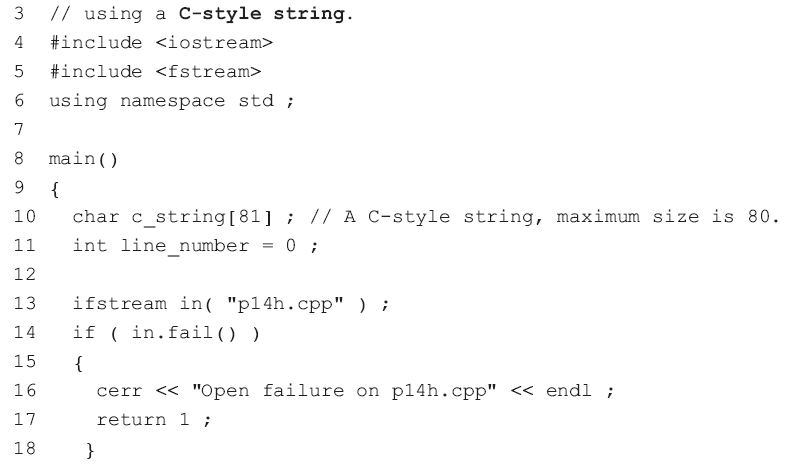 3 // using a C-style string.
4 #include <iostream>
5 #include <fstream>
6 using namespace std ;
7
8 main()
9 {
10 char c_string[81] ; // A C-style string, maximum size is 80.
11 int line_number = 0 ;
12
13 ifstream in( "p14h.cpp" ) ;
14 if ( in.fail() )
15 {
16 cerr << "Open failure on p14h.cpp" << endl ;
17 return 1 ;
18 }